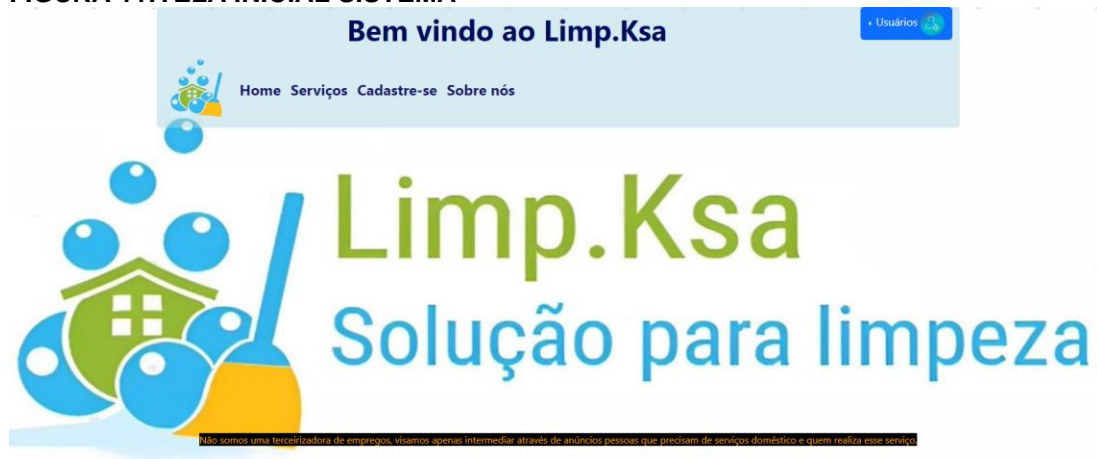 Bem vindo ao Limp.Ksa
Usuários
Home Serviços Cadastre-se Sobre nós
Limp.Ksa
Solução para limpeza
Não somos uma terceirizadora de empregos, visamos apenas intermediar através de anúncios pessoas que precisam de serviços doméstico e quem realiza esse serviço.